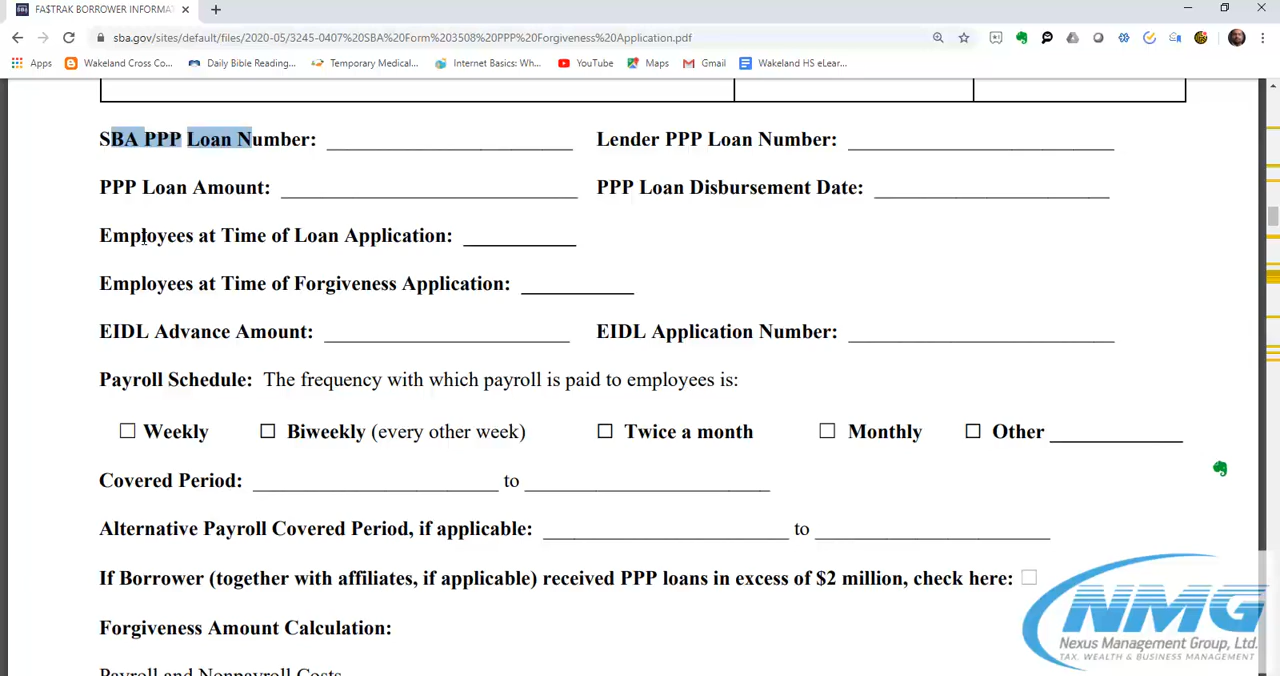 FA$TRAK BORROWER INFORMA
sba.gov/sites/default/files/2020-05/3245-0407%20SBA%20Form%203508%20PPP%20Forgiveness%20Application.pdf
Apps Wakeland Cross Co... Daily Bible Reading... Temporary Medical... Internet Basics: Wh... YouTube Maps Gmail Wakeland HS eLear...
SBA PPP Loan Number: Lender PPP Loan Number:
PPP Loan Amount: PPP Loan Disbursement Date:
Employees at Time of Loan Application:
Employees at Time of Forgiveness Application:
EIDL Advance Amount: EIDL Application Number:
Payroll Schedule: The frequency with which payroll is paid to employees is:
Weekly Biweekly (every other week) Twice a month Monthly Other
Covered Period: to
Alternative Payroll Covered Period, if applicable: to
If Borrower (together with affiliates, if applicable) received PPP loans in excess of $2 million, check here:
Forgiveness Amount Calculation:
Payroll and Nonpayroll Costs
NMG
Nexus Management Group, Ltd.
TAX, WEALTH & BUSINESS MANAGEMENT